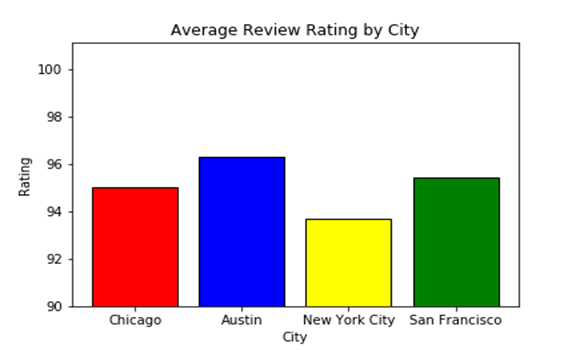 Average Review Rating by City
100
98
96
94
92
90
Rating
Chicago Austin New York City San Francisco
City